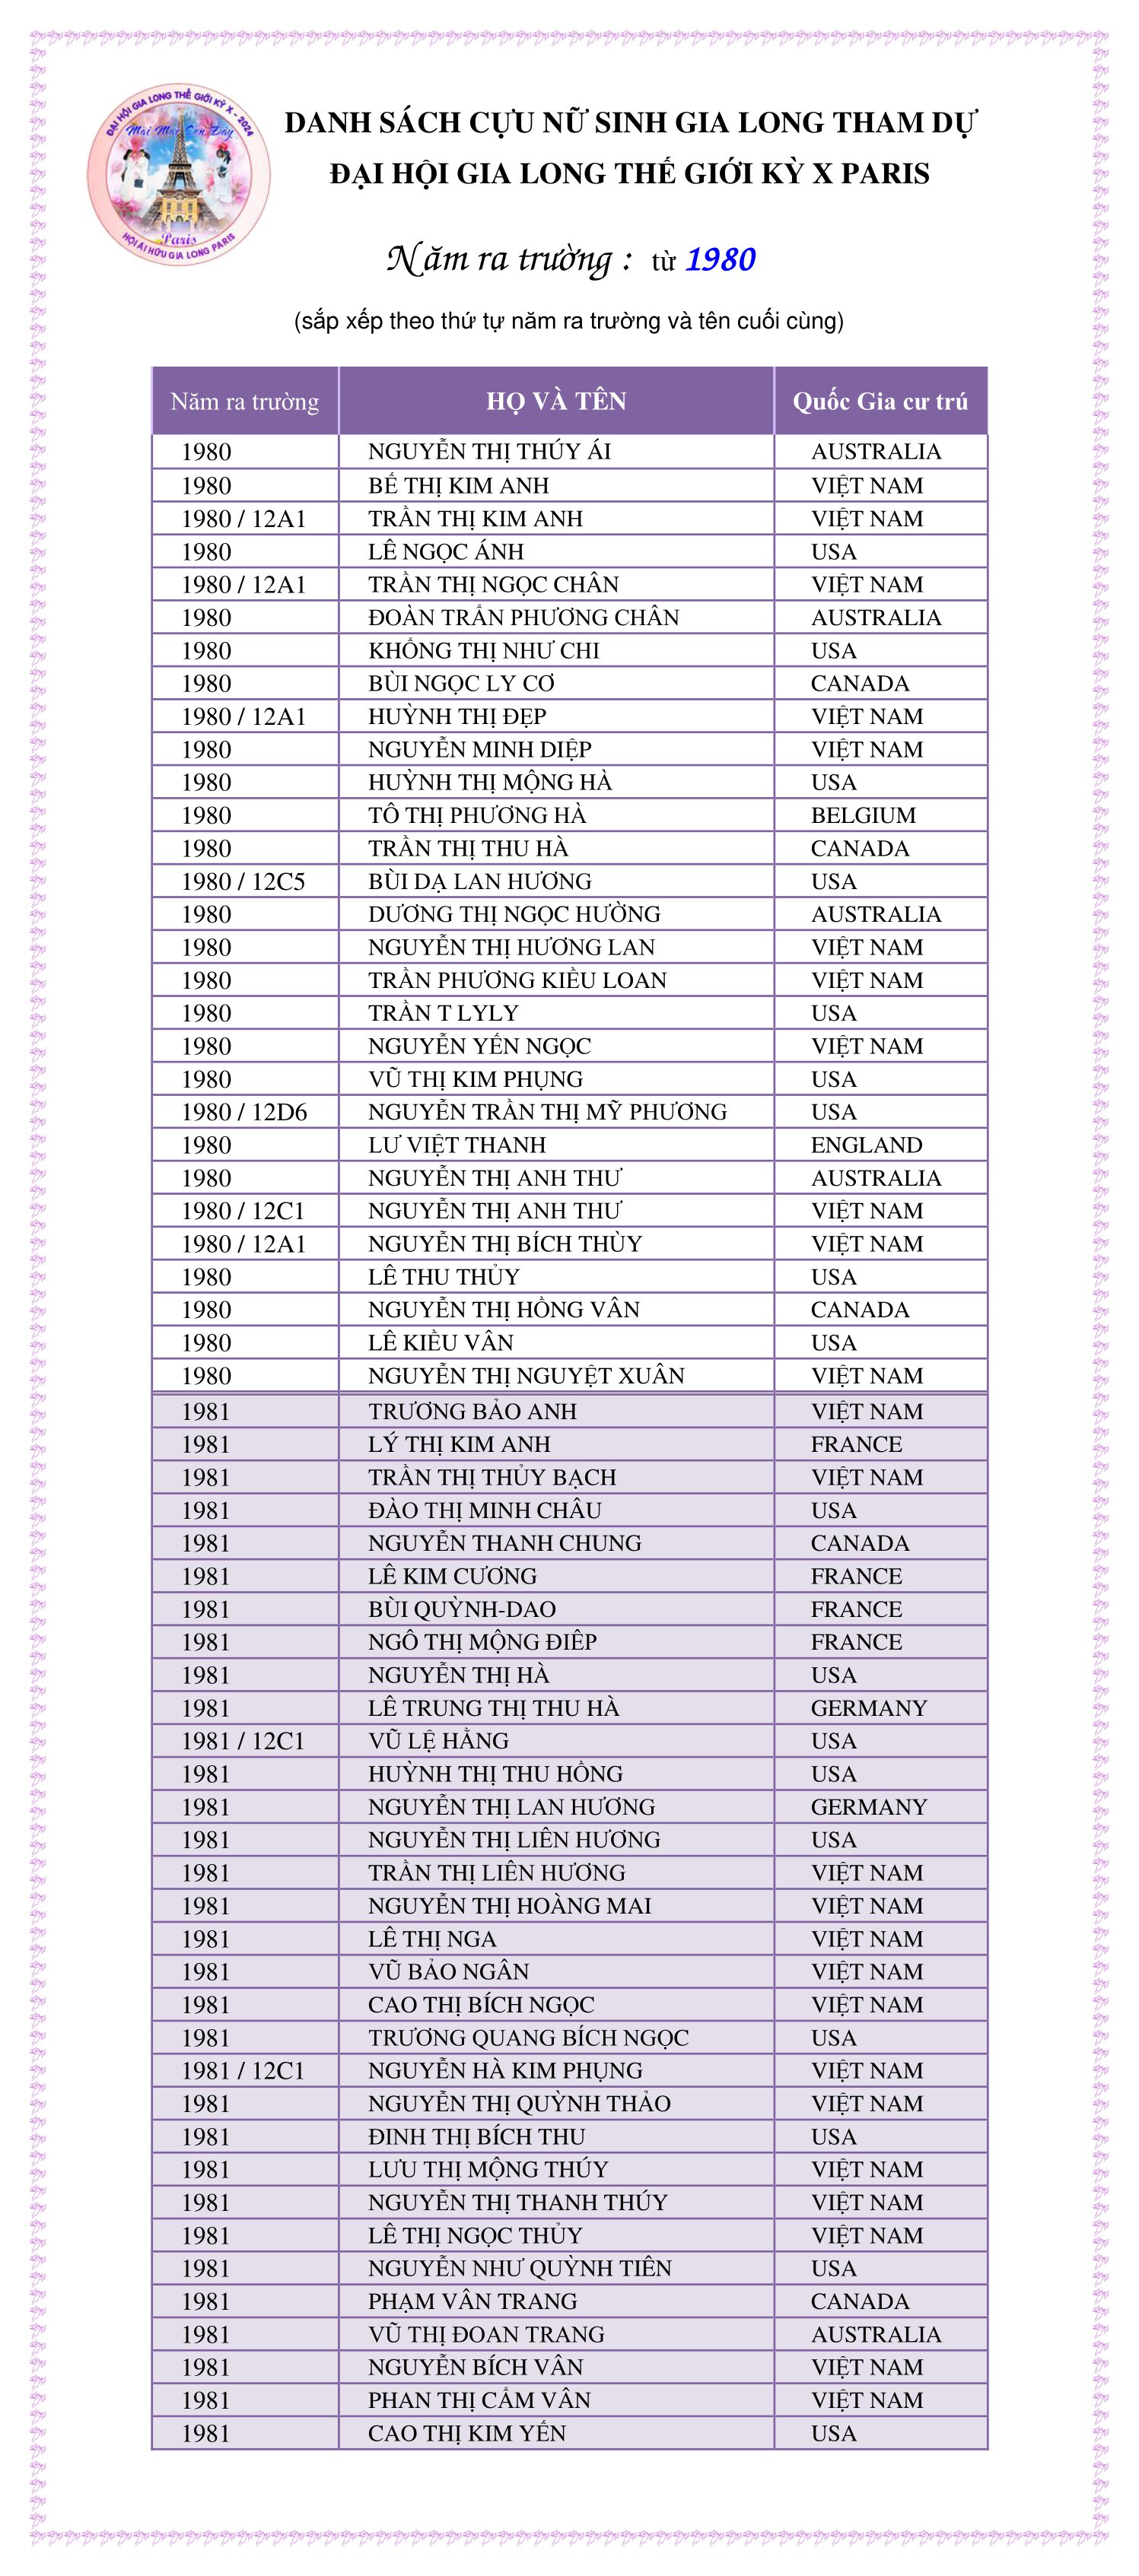 ĐẠI HỘI GIA LONG THẾ GIỚI KỲ X - 2024
Mãi Mãi Còn Đây
Paris
HỘI ÁI HỮU GIA LONG PARIS
DANH SÁCH CỰU NỮ SINH GIA LONG THAM DỰ
ĐẠI HỘI GIA LONG THẾ GIỚI KỲ X PARIS
Năm ra trường : từ 1980
(sắp xếp theo thứ tự năm ra trường và tên cuối cùng)
Năm ra trường HỌ VÀ TÊN Quốc Gia cư trú
1980 NGUYỄN THỊ THÚY ÁI AUSTRALIA
1980 BẾ THỊ KIM ANH VIỆT NAM
1980 / 12A1 TRẦN THỊ KIM ANH VIỆT NAM
1980 LÊ NGỌC ÁNH USA
1980 / 12A1 TRẦN THỊ NGỌC CHÂN VIỆT NAM
1980 ĐOÀN TRẦN PHƯƠNG CHÂN AUSTRALIA
1980 KHỔNG THỊ NHƯ CHI USA
1980 BÙI NGỌC LY CƠ CANADA
1980 / 12A1 HUỲNH THỊ ĐẸP VIỆT NAM
1980 NGUYỄN MINH DIỆP VIỆT NAM
1980 HUỲNH THỊ MỘNG HÀ USA
1980 TÔ THỊ PHƯƠNG HÀ BELGIUM
1980 TRẦN THỊ THU HÀ CANADA
1980 / 12C5 BÙI DẠ LAN HƯƠNG USA
1980 DƯƠNG THỊ NGỌC HƯỜNG AUSTRALIA
1980 NGUYỄN THỊ HƯƠNG LAN VIỆT NAM
1980 TRẦN PHƯƠNG KIỀU LOAN VIỆT NAM
1980 TRẦN T LYLY USA
1980 NGUYỄN YẾN NGỌC VIỆT NAM
1980 VŨ THỊ KIM PHỤNG USA
1980 / 12D6 NGUYỄN TRẦN THỊ MỸ PHƯƠNG USA
1980 LƯ VIỆT THANH ENGLAND
1980 NGUYỄN THỊ ANH THƯ AUSTRALIA
1980 / 12C1 NGUYỄN THỊ ANH THƯ VIỆT NAM
1980 / 12A1 NGUYỄN THỊ BÍCH THÙY VIỆT NAM
1980 LÊ THU THỦY USA
1980 NGUYỄN THỊ HỒNG VÂN CANADA
1980 LÊ KIỀU VÂN USA
1980 NGUYỄN THỊ NGUYỆT XUÂN VIỆT NAM
1981 TRƯƠNG BẢO ANH VIỆT NAM
1981 LÝ THỊ KIM ANH FRANCE
1981 TRẦN THỊ THỦY BẠCH VIỆT NAM
1981 ĐÀO THỊ MINH CHÂU USA
1981 NGUYỄN THANH CHUNG CANADA
1981 LÊ KIM CƯƠNG FRANCE
1981 BÙI QUỲNH-DAO FRANCE
1981 NGÔ THỊ MỘNG ĐIÊP FRANCE
1981 NGUYỄN THỊ HÀ USA
1981 LÊ TRUNG THỊ THU HÀ GERMANY
1981 / 12C1 VŨ LỆ HẰNG USA
1981 HUỲNH THỊ THU HỒNG USA
1981 NGUYỄN THỊ LAN HƯƠNG GERMANY
1981 NGUYỄN THỊ LIÊN HƯƠNG USA
1981 TRẦN THỊ LIÊN HƯƠNG VIỆT NAM
1981 NGUYỄN THỊ HOÀNG MAI VIỆT NAM
1981 LÊ THỊ NGA VIỆT NAM
1981 VŨ BẢO NGÂN VIỆT NAM
1981 CAO THỊ BÍCH NGỌC VIỆT NAM
1981 TRƯƠNG QUANG BÍCH NGỌC USA
1981 / 12C1 NGUYỄN HÀ KIM PHỤNG VIỆT NAM
1981 NGUYỄN THỊ QUỲNH THẢO VIỆT NAM
1981 ĐINH THỊ BÍCH THU USA
1981 LƯU THỊ MỘNG THÚY VIỆT NAM
1981 NGUYỄN THỊ THANH THÚY VIỆT NAM
1981 LÊ THỊ NGỌC THỦY VIỆT NAM
1981 NGUYỄN NHƯ QUỲNH TIÊN USA
1981 PHẠM VÂN TRANG CANADA
1981 VŨ THỊ ĐOAN TRANG AUSTRALIA
1981 NGUYỄN BÍCH VÂN VIỆT NAM
1981 PHAN THỊ CẨM VÂN VIỆT NAM
1981 CAO THỊ KIM YẾN USA